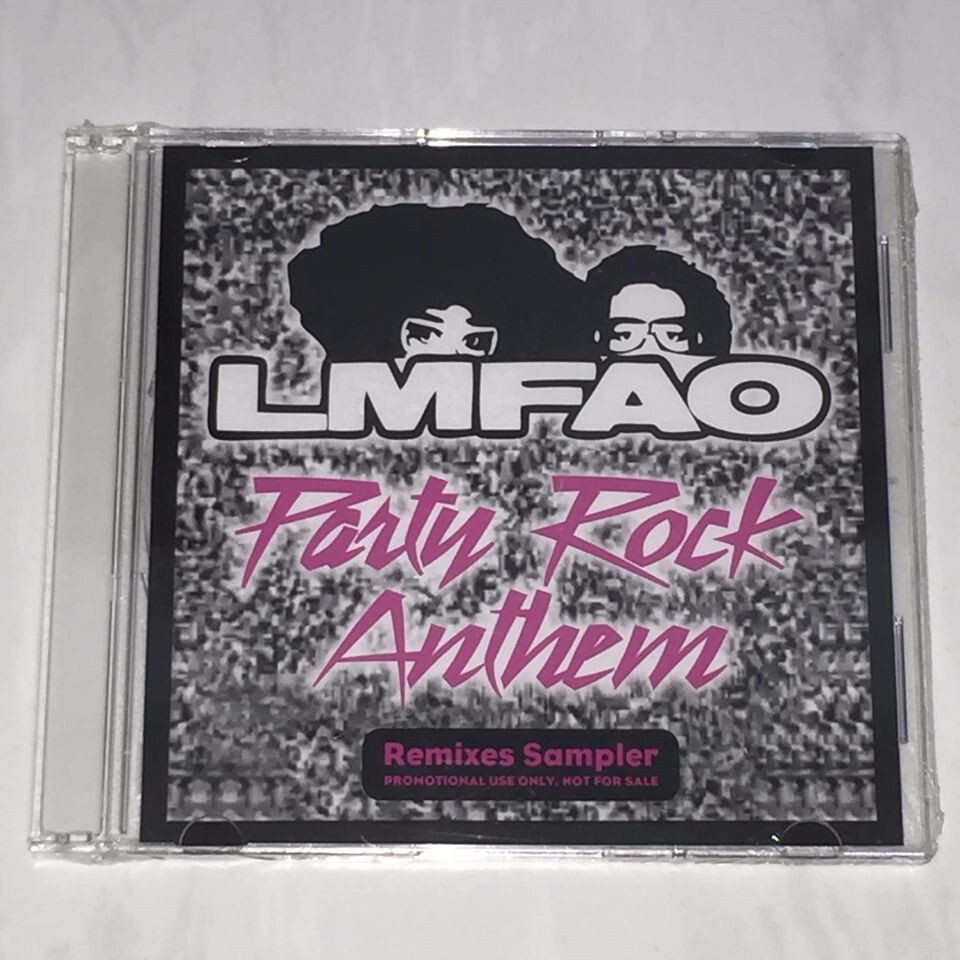 LMFAO
Party Rock
Anthem
Remixes Sampler
PROMOTIONAL USE ONLY, NOT FOR SALE